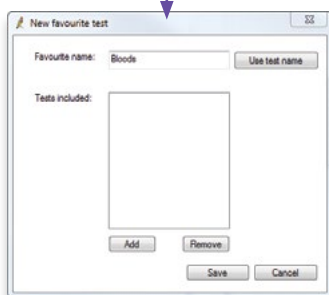 New favourite test
Favourite name: Bloods Use test name
Tests included:
Add Remove
Save Cancel